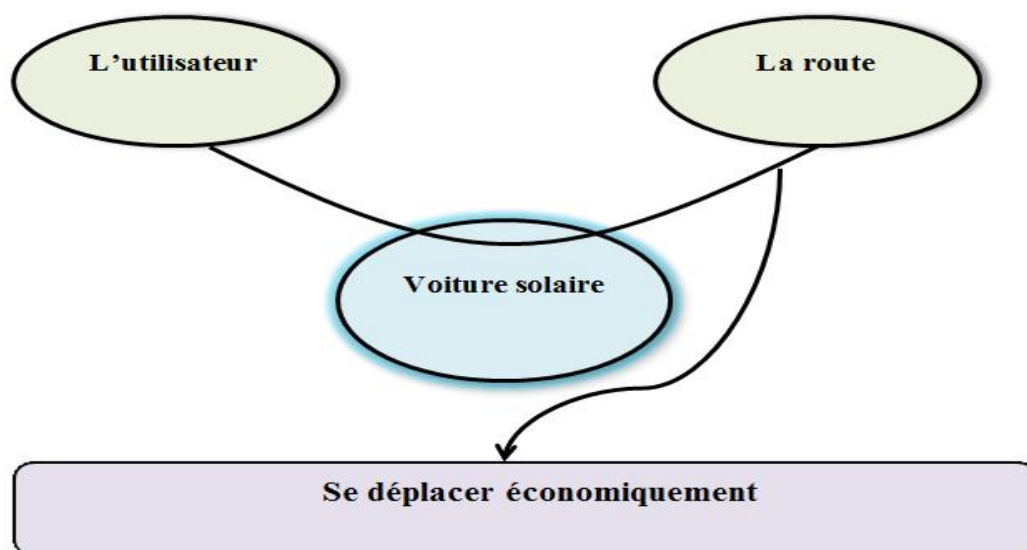 L’utilisateur
La route
Voiture solaire
Se déplacer économiquement